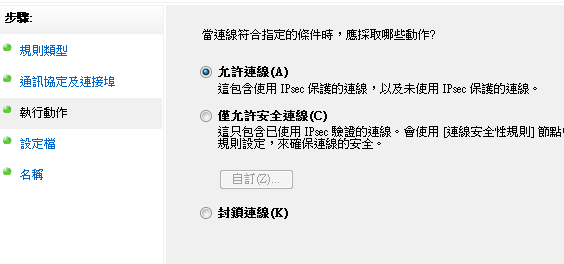 步驟:
規則類型
通訊協定及連接埠
執行動作
設定檔
名稱
當連線符合指定的條件時，應採取哪些動作?
允許連線(A)
這包含使用 IPsec 保護的連線，以及未使用 IPsec 保護的連線。
僅允許安全連線(C)
這只包含已使用 IPsec 驗證的連線。會使用 [連線安全性規則] 節點
規則設定，來確保連線的安全。
自訂(Z)...
封鎖連線(K)